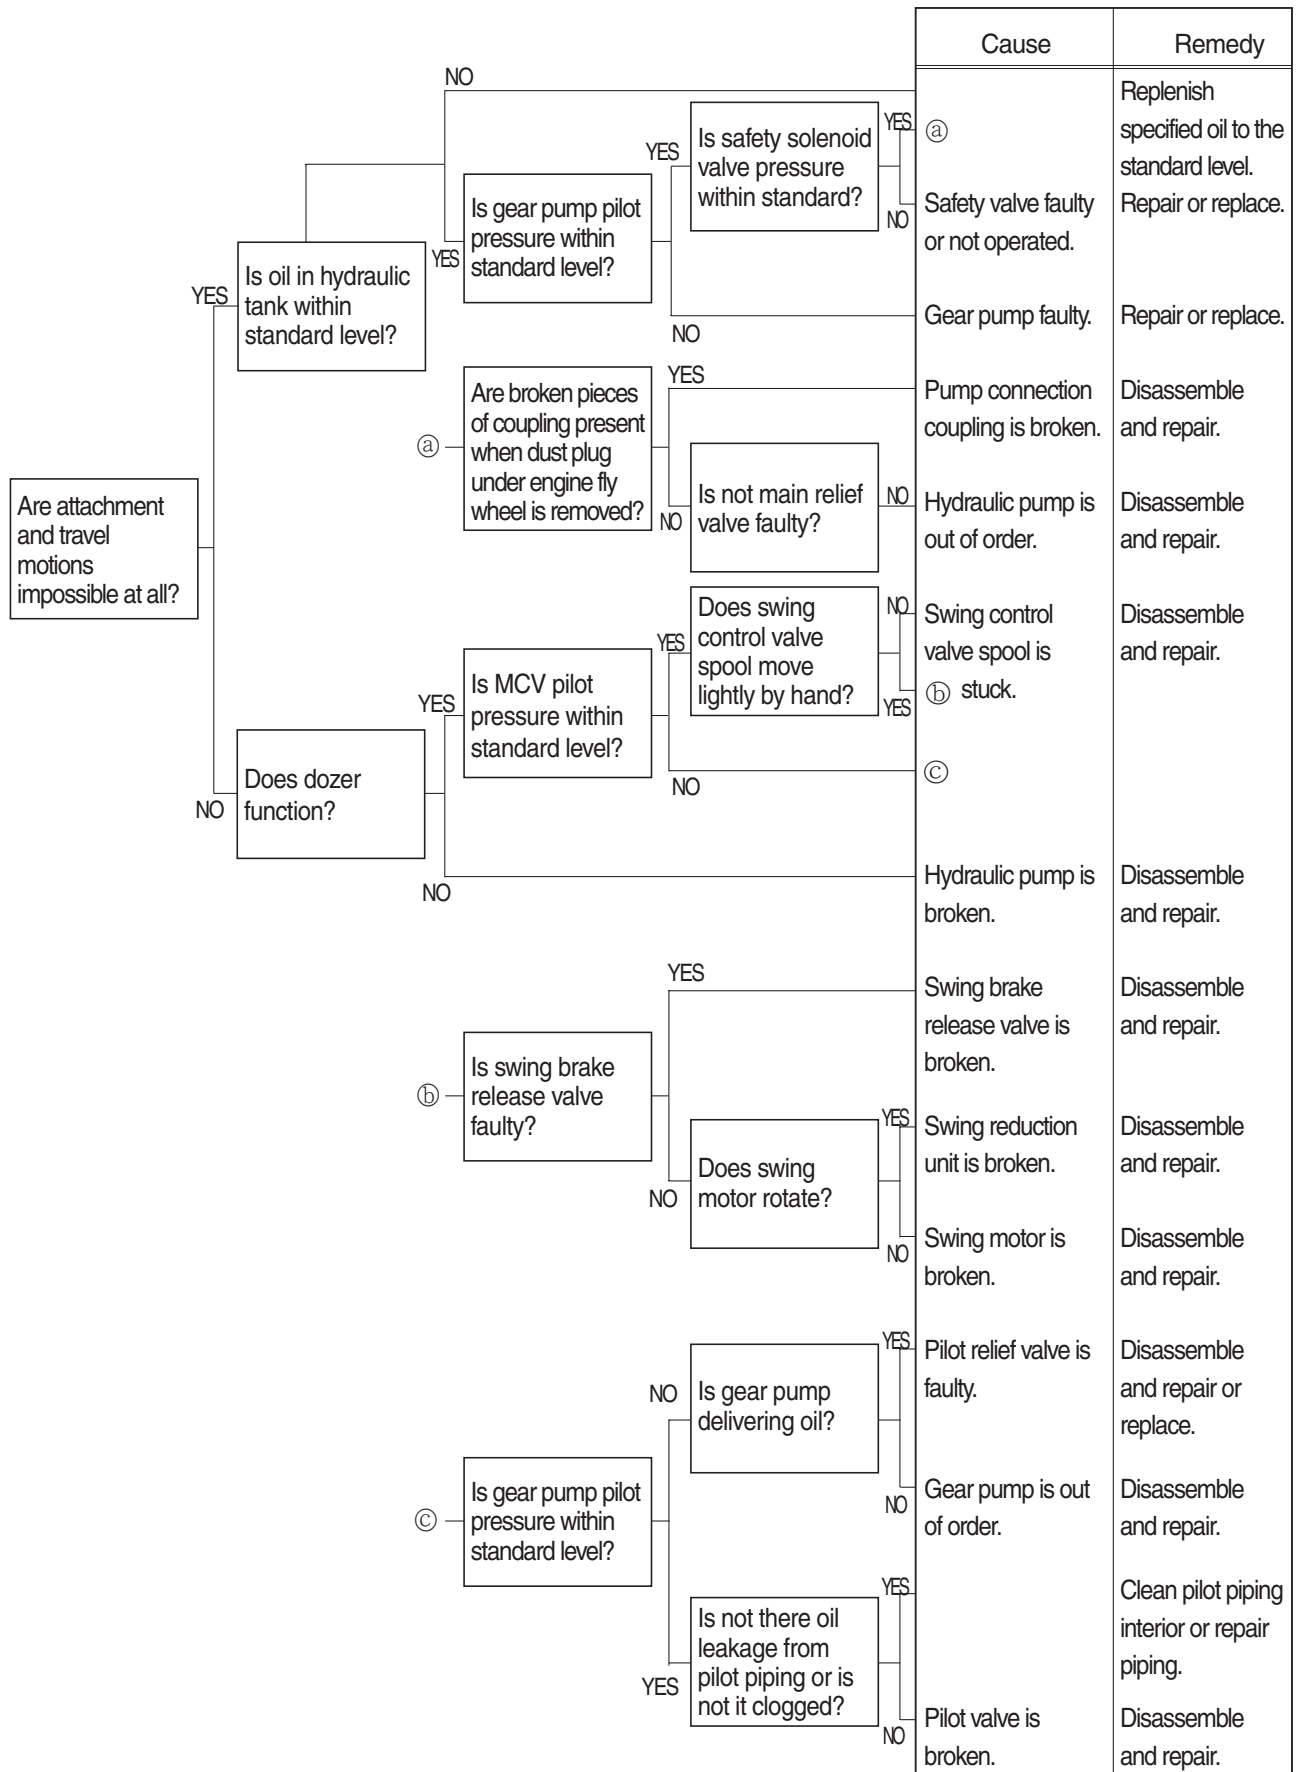 Cause Remedy
NO
Replenish
specified oil to the
standard level.
YES
Is safety solenoid
valve pressure
within standard?
YES
ⓐ
NO
Safety valve faulty
or not operated.
Repair or replace.
Is gear pump pilot
pressure within
standard level?
YES
NO
Gear pump faulty.
Repair or replace.
YES
Is oil in hydraulic
tank within
standard level?
ⓐ
Are broken pieces
of coupling present
when dust plug
under engine fly
wheel is removed?
YES
Pump connection
coupling is broken.
Disassemble
and repair.
NO
Is not main relief
valve faulty?
NO
Hydraulic pump is
out of order.
Disassemble
and repair.
Are attachment
and travel
motions
impossible at all?
NO
Does dozer
function?
YES
Is MCV pilot
pressure within
standard level?
YES
Does swing
control valve
spool move
lightly by hand?
NO
Swing control
valve spool is
ⓑ stuck.
Disassemble
and repair.
YES
NO
ⓒ
NO
Hydraulic pump is
broken.
Disassemble
and repair.
ⓑ
Is swing brake
release valve
faulty?
YES
Swing brake
release valve is
broken.
Disassemble
and repair.
NO
Does swing
motor rotate?
YES
Swing reduction
unit is broken.
Disassemble
and repair.
NO
Swing motor is
broken.
Disassemble
and repair.
ⓒ
Is gear pump pilot
pressure within
standard level?
NO
Is gear pump
delivering oil?
YES
Pilot relief valve is
faulty.
Disassemble
and repair or
replace.
NO
Gear pump is out
of order.
Disassemble
and repair.
YES
Is not there oil
leakage from
pilot piping or is
not it clogged?
YES
Clean pilot piping
interior or repair
piping.
NO
Pilot valve is
broken.
Disassemble
and repair.